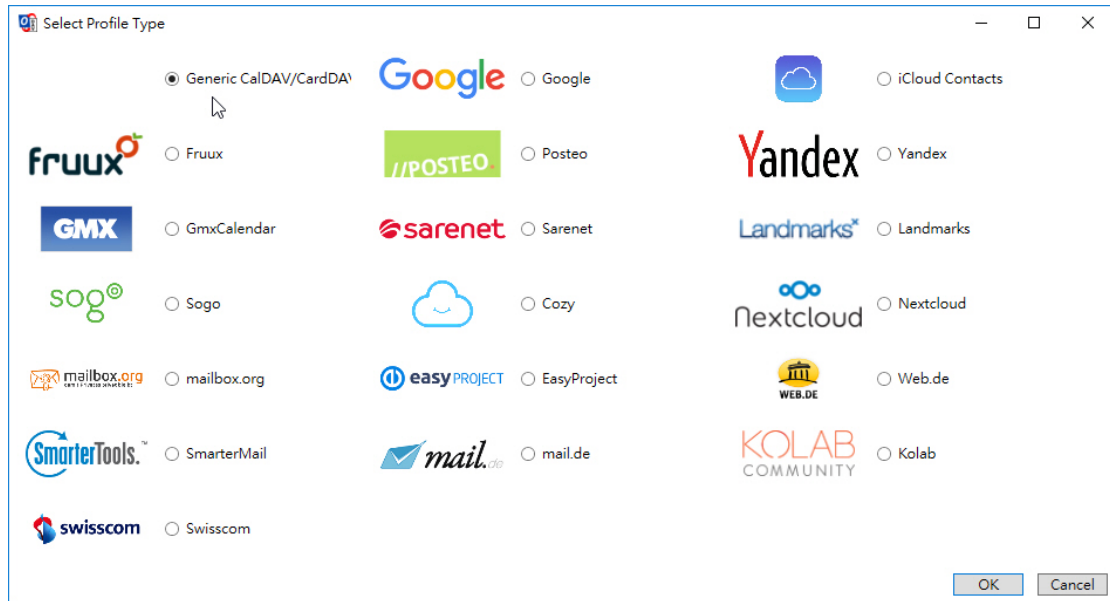 Select Profile Type
Generic CalDAV/CardDAV
Google
Google
iCloud Contacts
fruux
Fruux
//POSTEO.
Posteo
Yandex
Yandex
GMX
GmxCalendar
sarenet
Sarenet
Landmarks
Landmarks
sogo
Sogo
Cozy
Nextcloud
Nextcloud
mailbox.org
mailbox.org
easy PROJECT
EasyProject
WEB.DE
Web.de
SmarterTools.™
SmarterMail
mail.de
mail.de
KOLAB
COMMUNITY
Kolab
swisscom
Swisscom
OK
Cancel